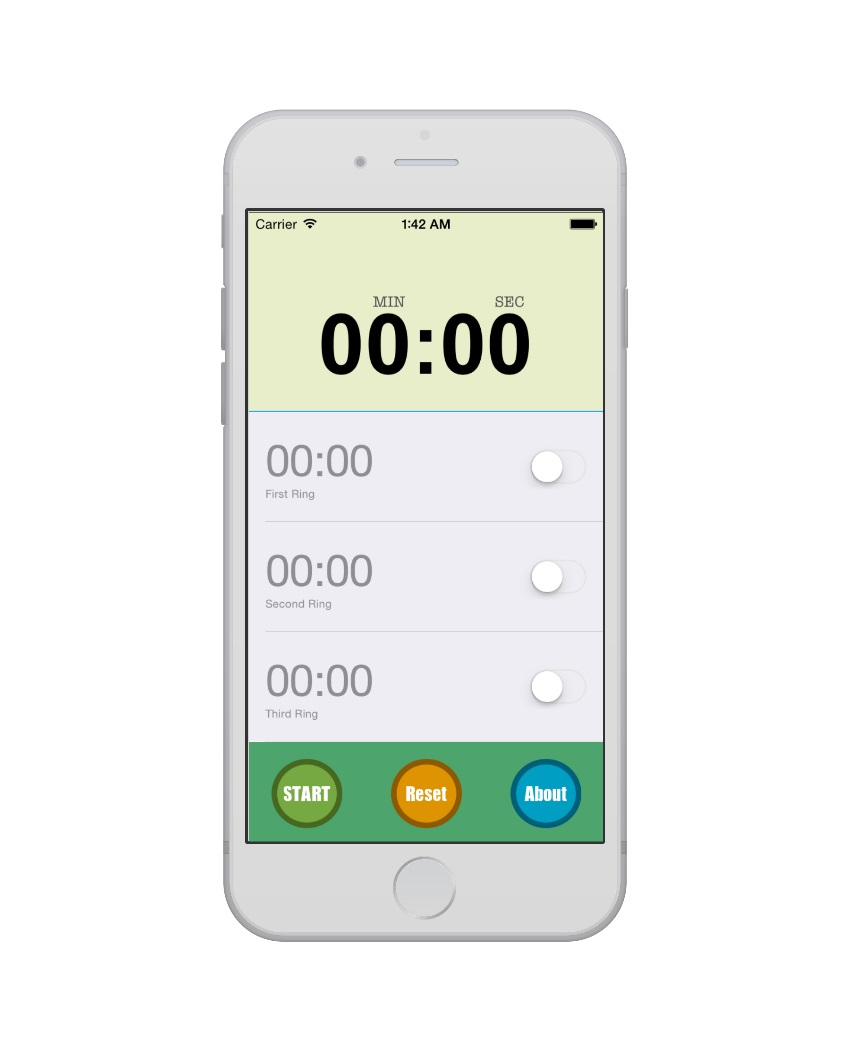 Carrier 1:42 AM
MIN SEC
00:00
00:00
First Ring
00:00
Second Ring
00:00
Third Ring
START Reset About